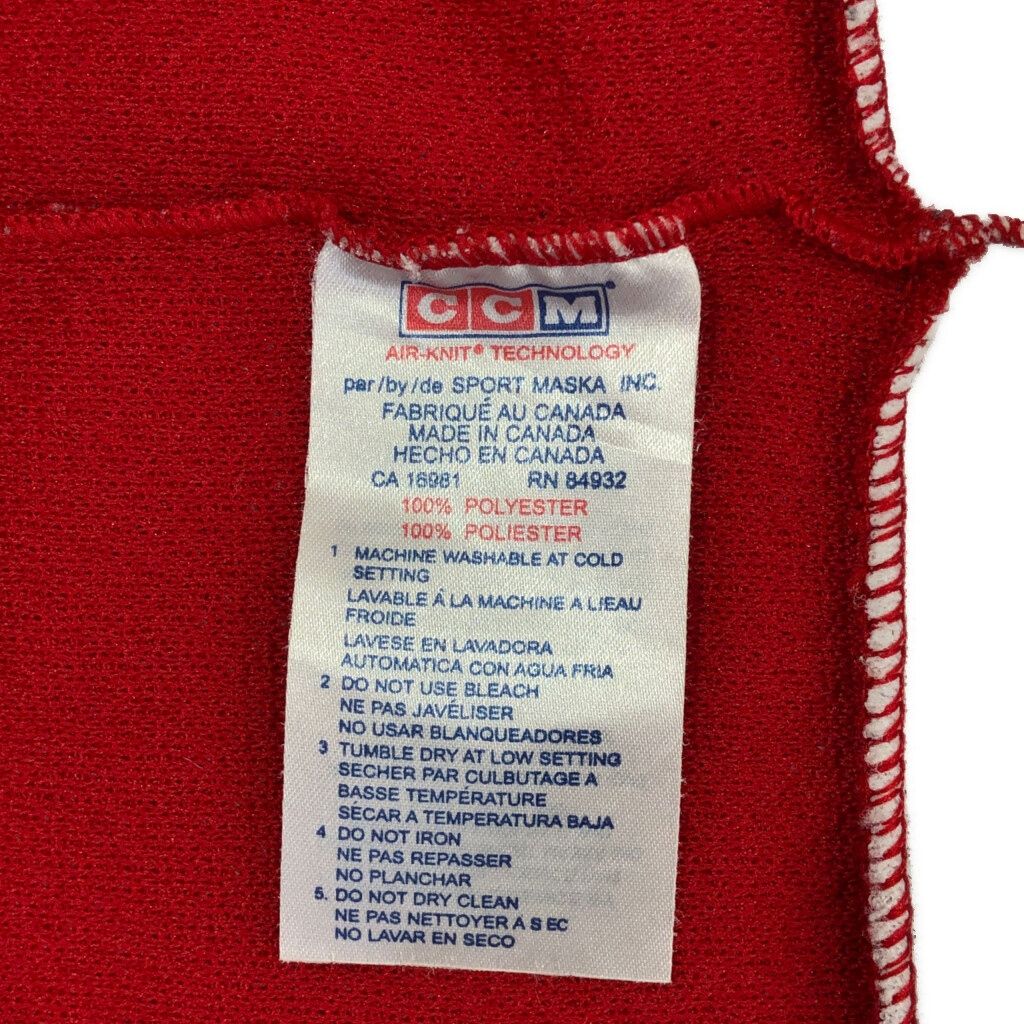 CCM®
AIR-KNIT® TECHNOLOGY
par/by/de SPORT MASKA INC.
FABRIQUÉ AU CANADA
MADE IN CANADA
HECHO EN CANADA
CA 16981 RN 84932
100% POLYESTER
100% POLIESTER
1 MACHINE WASHABLE AT COLD
SETTING
LAVABLE Á LA MACHINE A L'EAU
FROIDE
LAVESE EN LAVADORA
AUTOMATICA CON AGUA FRIA
2 DO NOT USE BLEACH
NE PAS JAVÉLISER
NO USAR BLANQUEADORES
3 TUMBLE DRY AT LOW SETTING
SECHER PAR CULBUTAGE A
BASSE TEMPÉRATURE
SÉCAR A TEMPERATURA BAJA
4 DO NOT IRON
NE PAS REPASSER
NO PLANCHAR
5. DO NOT DRY CLEAN
NE PAS NETTOYER A S EC
NO LAVAR EN SECO